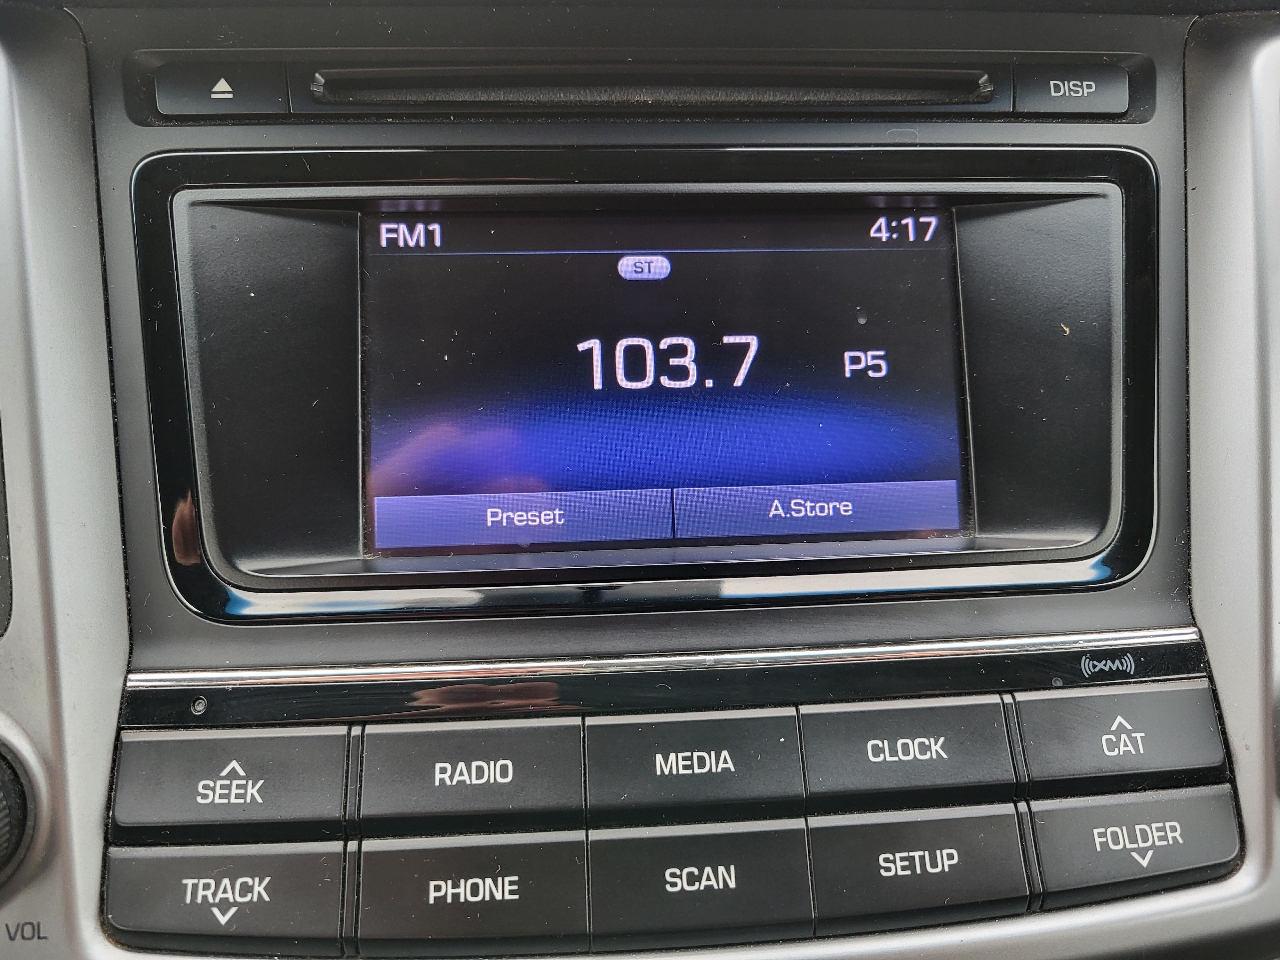 DISP
FM1 4:17
ST
103.7 P5
Preset A.Store
((XM))
SEEK RADIO MEDIA CLOCK CAT
TRACK PHONE SCAN SETUP FOLDER
VOL